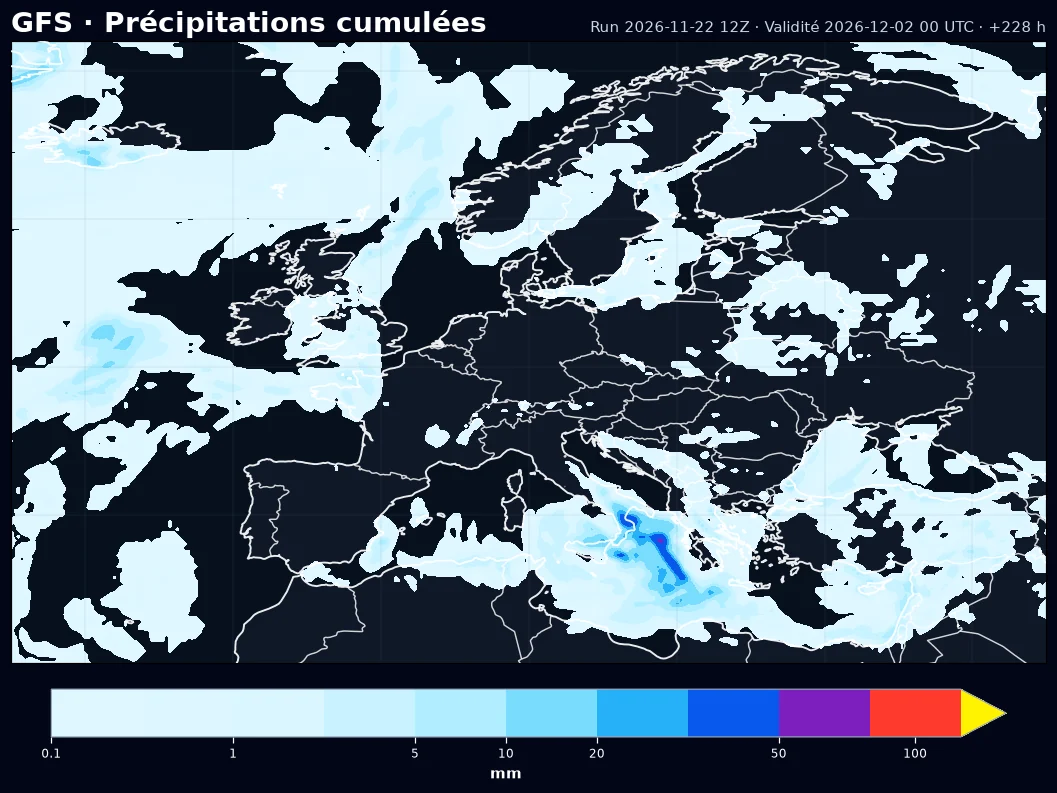 GFS · Précipitations cumulées
Run 2026-11-22 12Z · Validité 2026-12-02 00 UTC · +228 h
0.1 1 5 10 20 50 100
mm